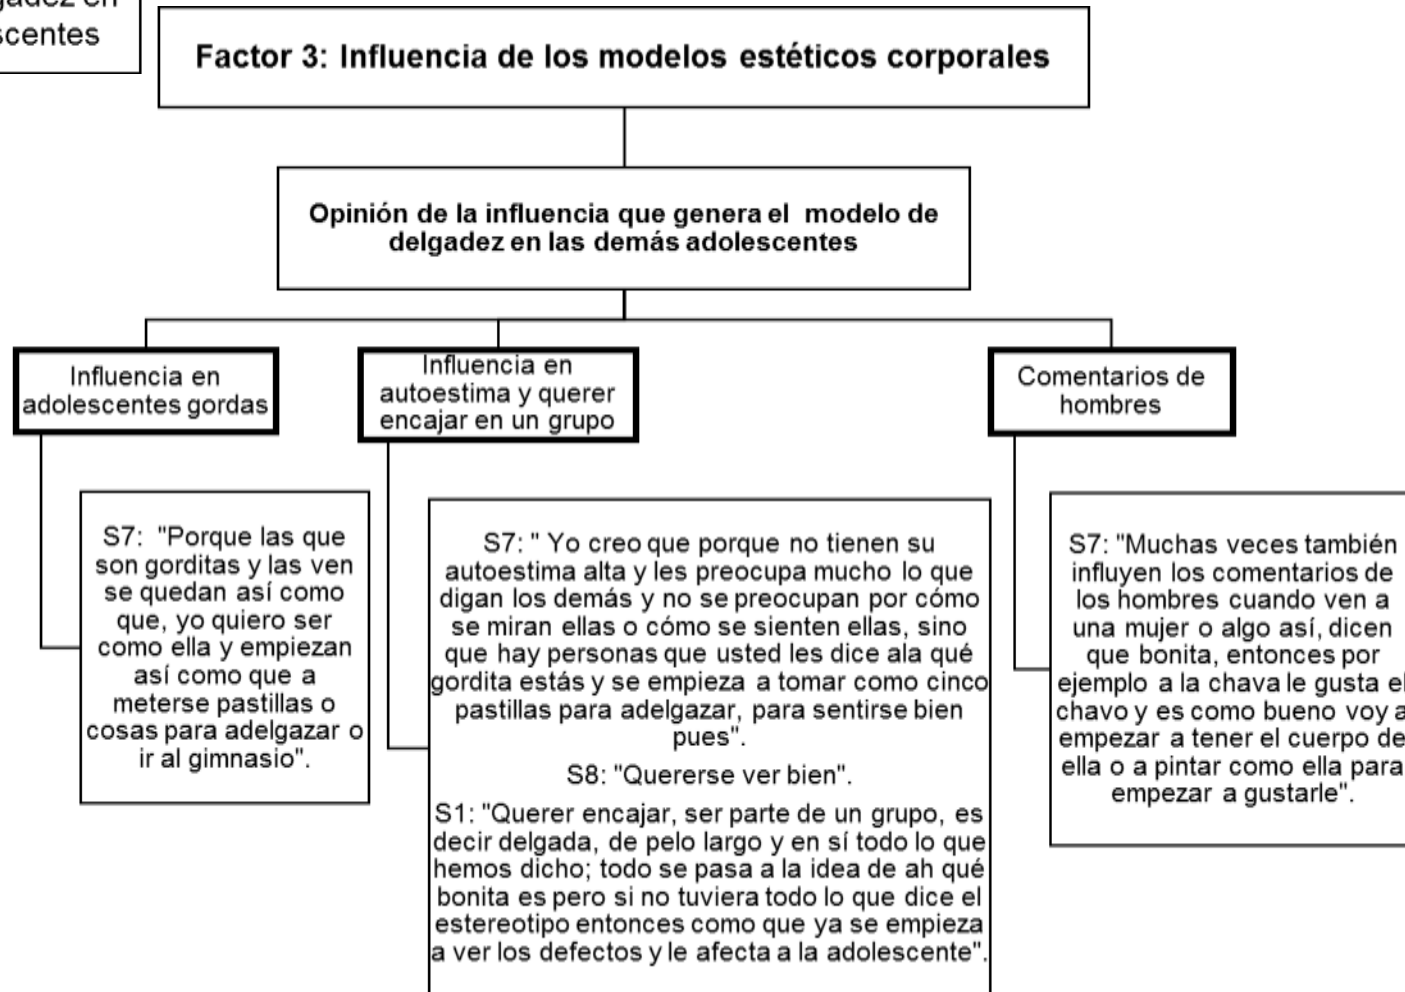 gadez en
scentes
Factor 3: Influencia de los modelos estéticos corporales
Opinión de la influencia que genera el modelo de
delgadez en las demás adolescentes
Influencia en
adolescentes gordas
Influencia en
autoestima y querer
encajar en un grupo
Comentarios de
hombres
S7: "Porque las que
son gorditas y las ven
se quedan así como
que, yo quiero ser
como ella y empiezan
así como que a
meterse pastillas o
cosas para adelgazar o
ir al gimnasio".
S7: " Yo creo que porque no tienen su
autoestima alta y les preocupa mucho lo que
digan los demás y no se preocupan por cómo
se miran ellas o cómo se sienten ellas, sino
que hay personas que usted les dice ala qué
gordita estás y se empieza a tomar como cinco
pastillas para adelgazar, para sentirse bien
pues".
S8: "Quererse ver bien".
S1: "Querer encajar, ser parte de un grupo, es
decir delgada, de pelo largo y en sí todo lo que
hemos dicho; todo se pasa a la idea de ah qué
bonita es pero si no tuviera todo lo que dice el
estereotipo entonces como que ya se empieza
a ver los defectos y le afecta a la adolescente".
S7: "Muchas veces también
influyen los comentarios de
los hombres cuando ven a
una mujer o algo así, dicen
que bonita, entonces por
ejemplo a la chava le gusta el
chavo y es como bueno voy a
empezar a tener el cuerpo de
ella o a pintar como ella para
empezar a gustarle".